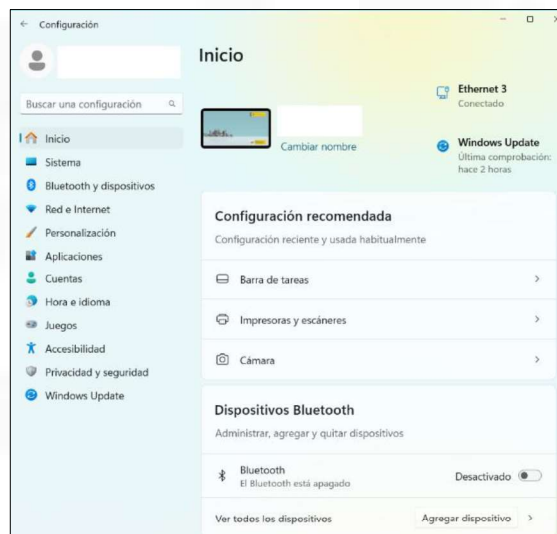 Configuración
Buscar una configuración
Inicio
Sistema
Bluetooth y dispositivos
Red e Internet
Personalización
Aplicaciones
Cuentas
Hora e idioma
Juegos
Accesibilidad
Privacidad y seguridad
Windows Update
Inicio
Cambiar nombre
Ethernet 3
Conectado
Windows Update
Última comprobación:
hace 2 horas
Configuración recomendada
Configuración reciente y usada habitualmente
Barra de tareas
Impresoras y escáneres
Cámara
Dispositivos Bluetooth
Administrar, agregar y quitar dispositivos
Bluetooth
El Bluetooth está apagado
Desactivado
Ver todos los dispositivos
Agregar dispositivo